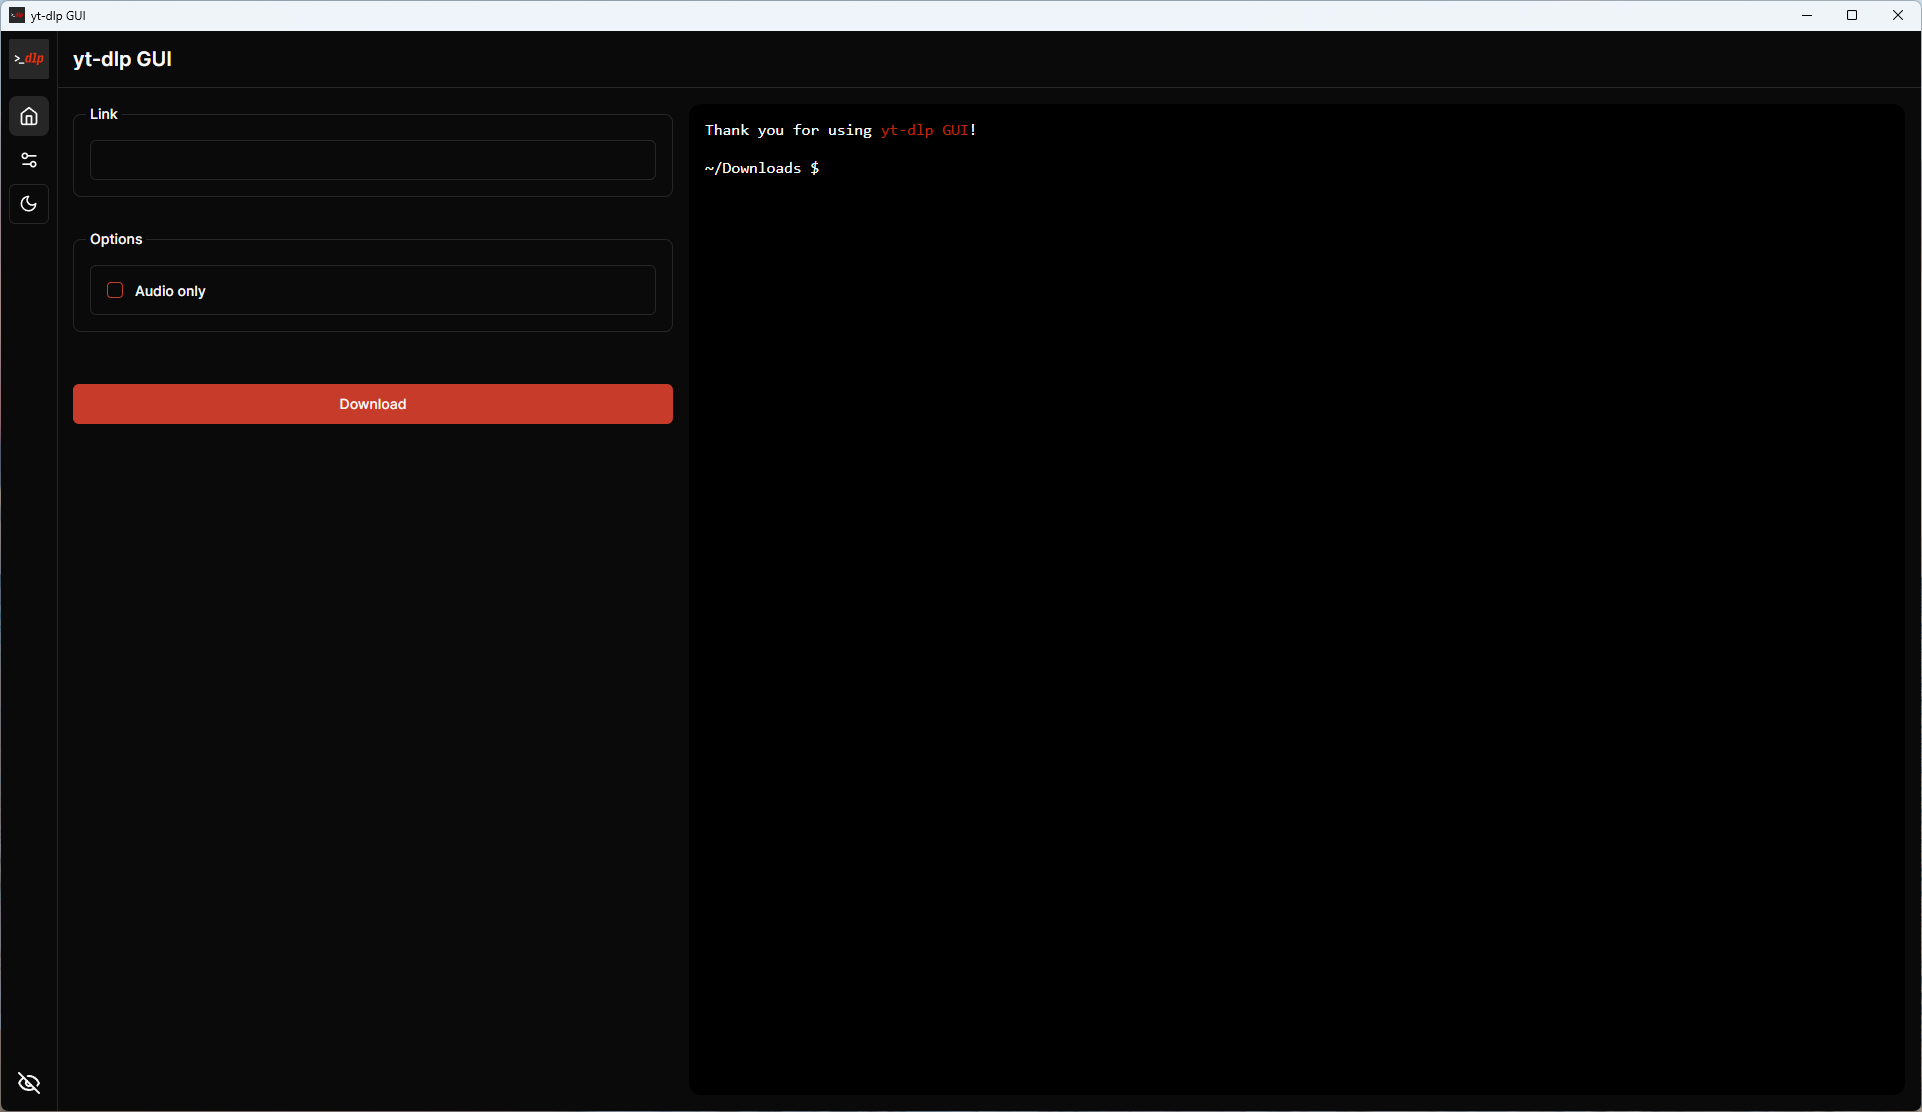 yt-dlp GUI
>_dlp
yt-dlp GUI
Link
Options
Audio only
Download
Thank you for using yt-dlp GUI!
~/Downloads $